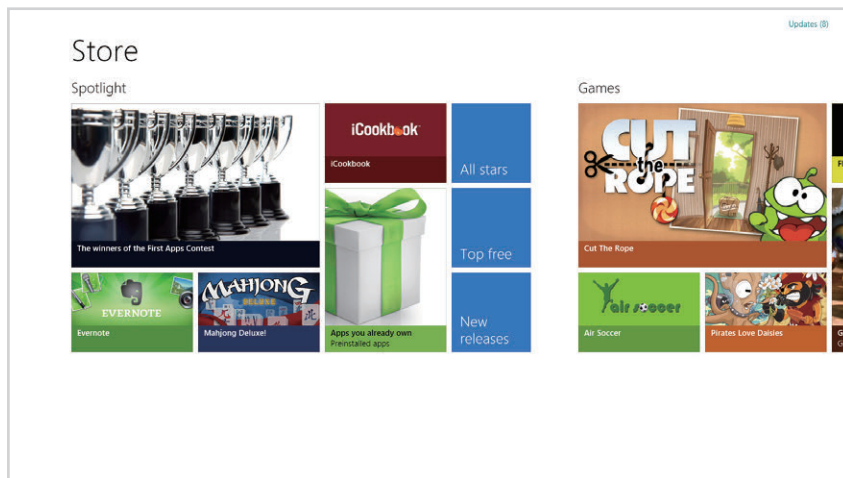 Updates (8)
Store
Spotlight
Games
iCookbook
iCookbook
All stars
CUT
the
ROPE
The winners of the First Apps Contest
Top free
Cut The Rope
EVERNOTE
Evernote
MAHJONG
DELUXE
Mahjong Deluxe!
Apps you already own
Preinstalled apps
New
releases
air soccer
Air Soccer
Pirates Love Daisies